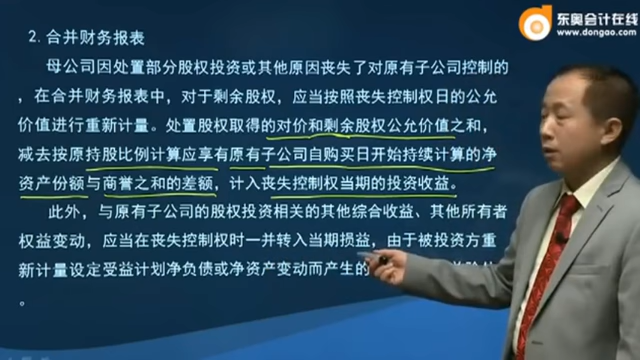 东奥会计在线
www.dongao.com
2.合并财务报表
母公司因处置部分股权投资或其他原因丧失了对原有子公司控制的
，在合并财务报表中，对于剩余股权，应当按照丧失控制权日的公允
价值进行重新计量。处置股权取得的对价和剩余股权公允价值之和，
减去按原持股比例计算应享有原有子公司自购买日开始持续计算的净
资产份额与商誉之和的差额，计入丧失控制权当期的投资收益。
此外，与原有子公司的股权投资相关的其他综合收益、其他所有者
权益变动，应当在丧失控制权时一并转入当期损益，由于被投资方重
新计量设定受益计划净负债或净资产变动而产生的
。